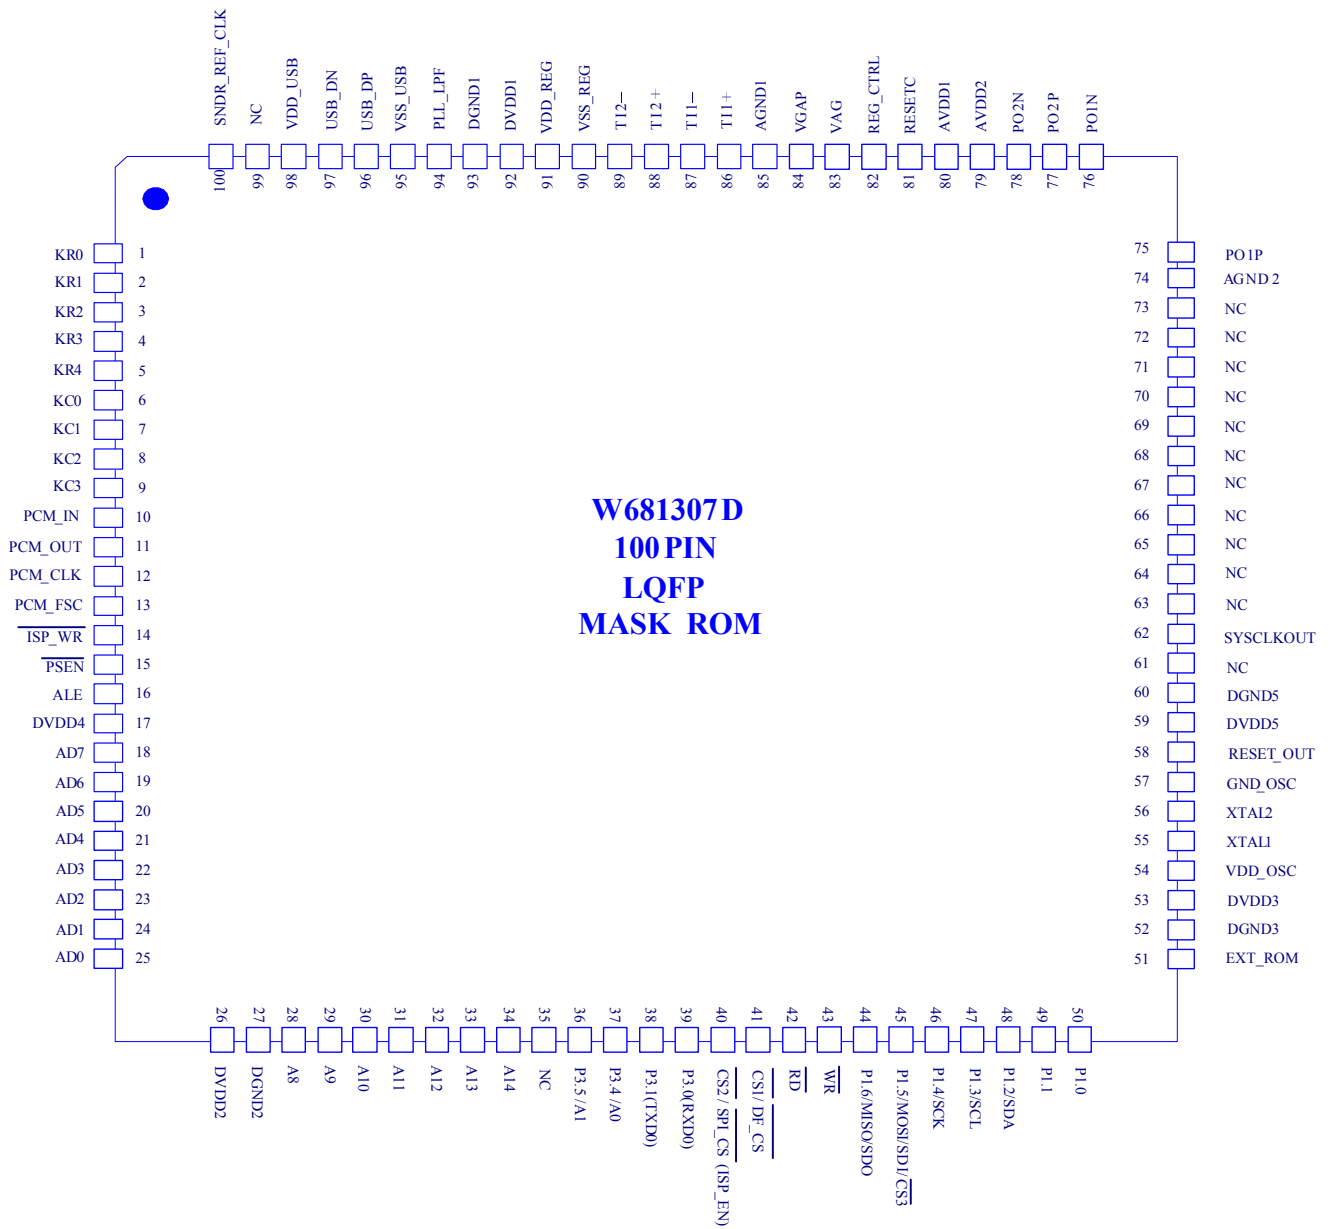 SNDR_REF_CLK
NC
VDD_USB
USB_DN
USB_DP
VSS_USB
PLL_LPF
DGND1
DVDD1
VDD_REG
VSS_REG
T12−
T12+
T11−
T11+
AGND1
VGAP
VAG
REG_CTRL
RESETC
AVDD1
AVDD2
PO2N
PO2P
PO1N
100
99
98
97
96
95
94
93
92
91
90
89
88
87
86
85
84
83
82
81
80
79
78
77
76
KR0 1
KR1 2
KR2 3
KR3 4
KR4 5
KC0 6
KC1 7
KC2 8
KC3 9
PCM_IN 10
PCM_OUT 11
PCM_CLK 12
PCM_FSC 13
ISP_WR 14
PSEN 15
ALE 16
DVDD4 17
AD7 18
AD6 19
AD5 20
AD4 21
AD3 22
AD2 23
AD1 24
AD0 25
W681307D
100 PIN
LQFP
MASK ROM
75 PO1P
74 AGND2
73 NC
72 NC
71 NC
70 NC
69 NC
68 NC
67 NC
66 NC
65 NC
64 NC
63 NC
62 SYSCLKOUT
61 NC
60 DGND5
59 DVDD5
58 RESET_OUT
57 GND_OSC
56 XTAL2
55 XTAL1
54 VDD_OSC
53 DVDD3
52 DGND3
51 EXT_ROM
26
27
28
29
30
31
32
33
34
35
36
37
38
39
40
41
42
43
44
45
46
47
48
49
50
DVDD2
DGND2
A8
A9
A10
A11
A12
A13
A14
NC
P3.5/A1
P3.4/A0
P3.1(TXD0)
P3.0(RXD0)
CS2 / SPI_CS (ISP_EN)
CS1/ DF_CS
RD
WR
P1.6/MISO/SDO
P1.5/MOSI/SDI/CS3
P1.4/SCK
P1.3/SCL
P1.2/SDA
P1.1
P1.0